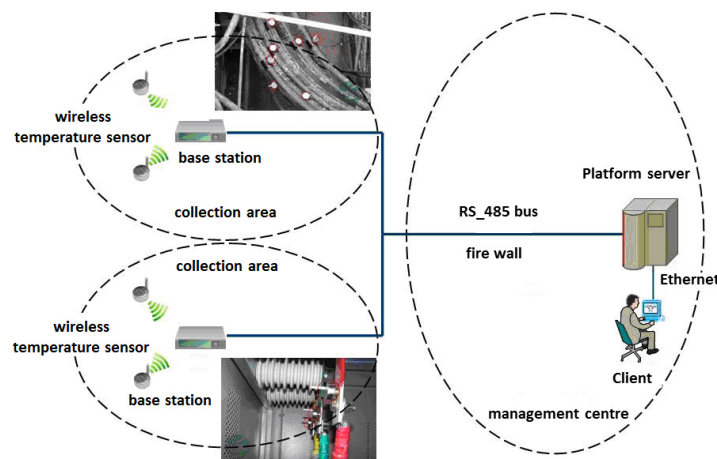 wireless
temperature sensor
base station
collection area
collection area
wireless
temperature sensor
base station
Platform server
RS_485 bus
fire wall
Ethernet
Client
management centre